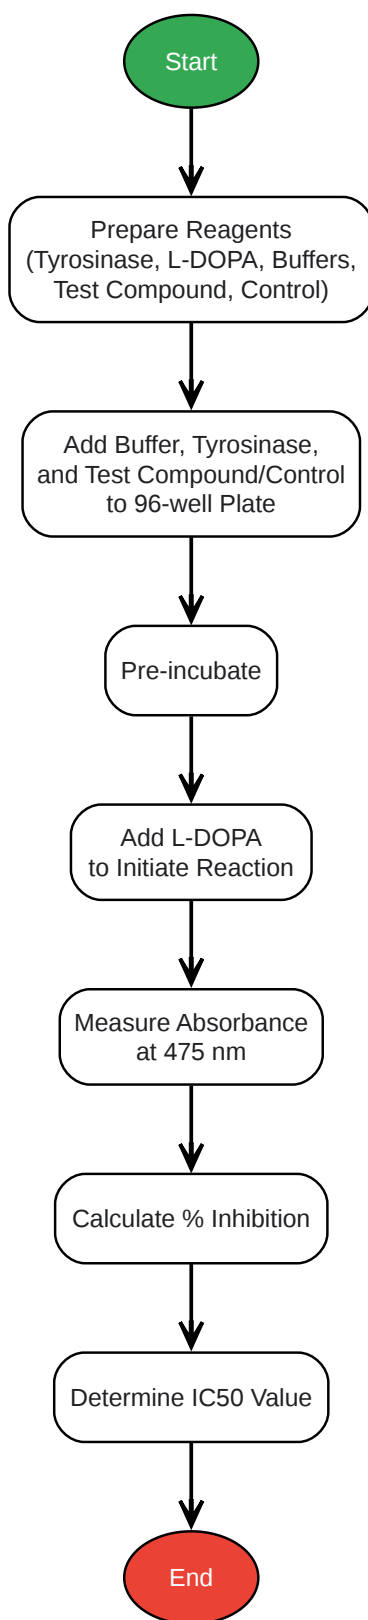 Start
Prepare Reagents
(Tyrosinase, L-DOPA, Buffers,
Test Compound, Control)
Add Buffer, Tyrosinase,
and Test Compound/Control
to 96-well Plate
Pre-incubate
Add L-DOPA
to Initiate Reaction
Measure Absorbance
at 475 nm
Calculate % Inhibition
Determine IC50 Value
End